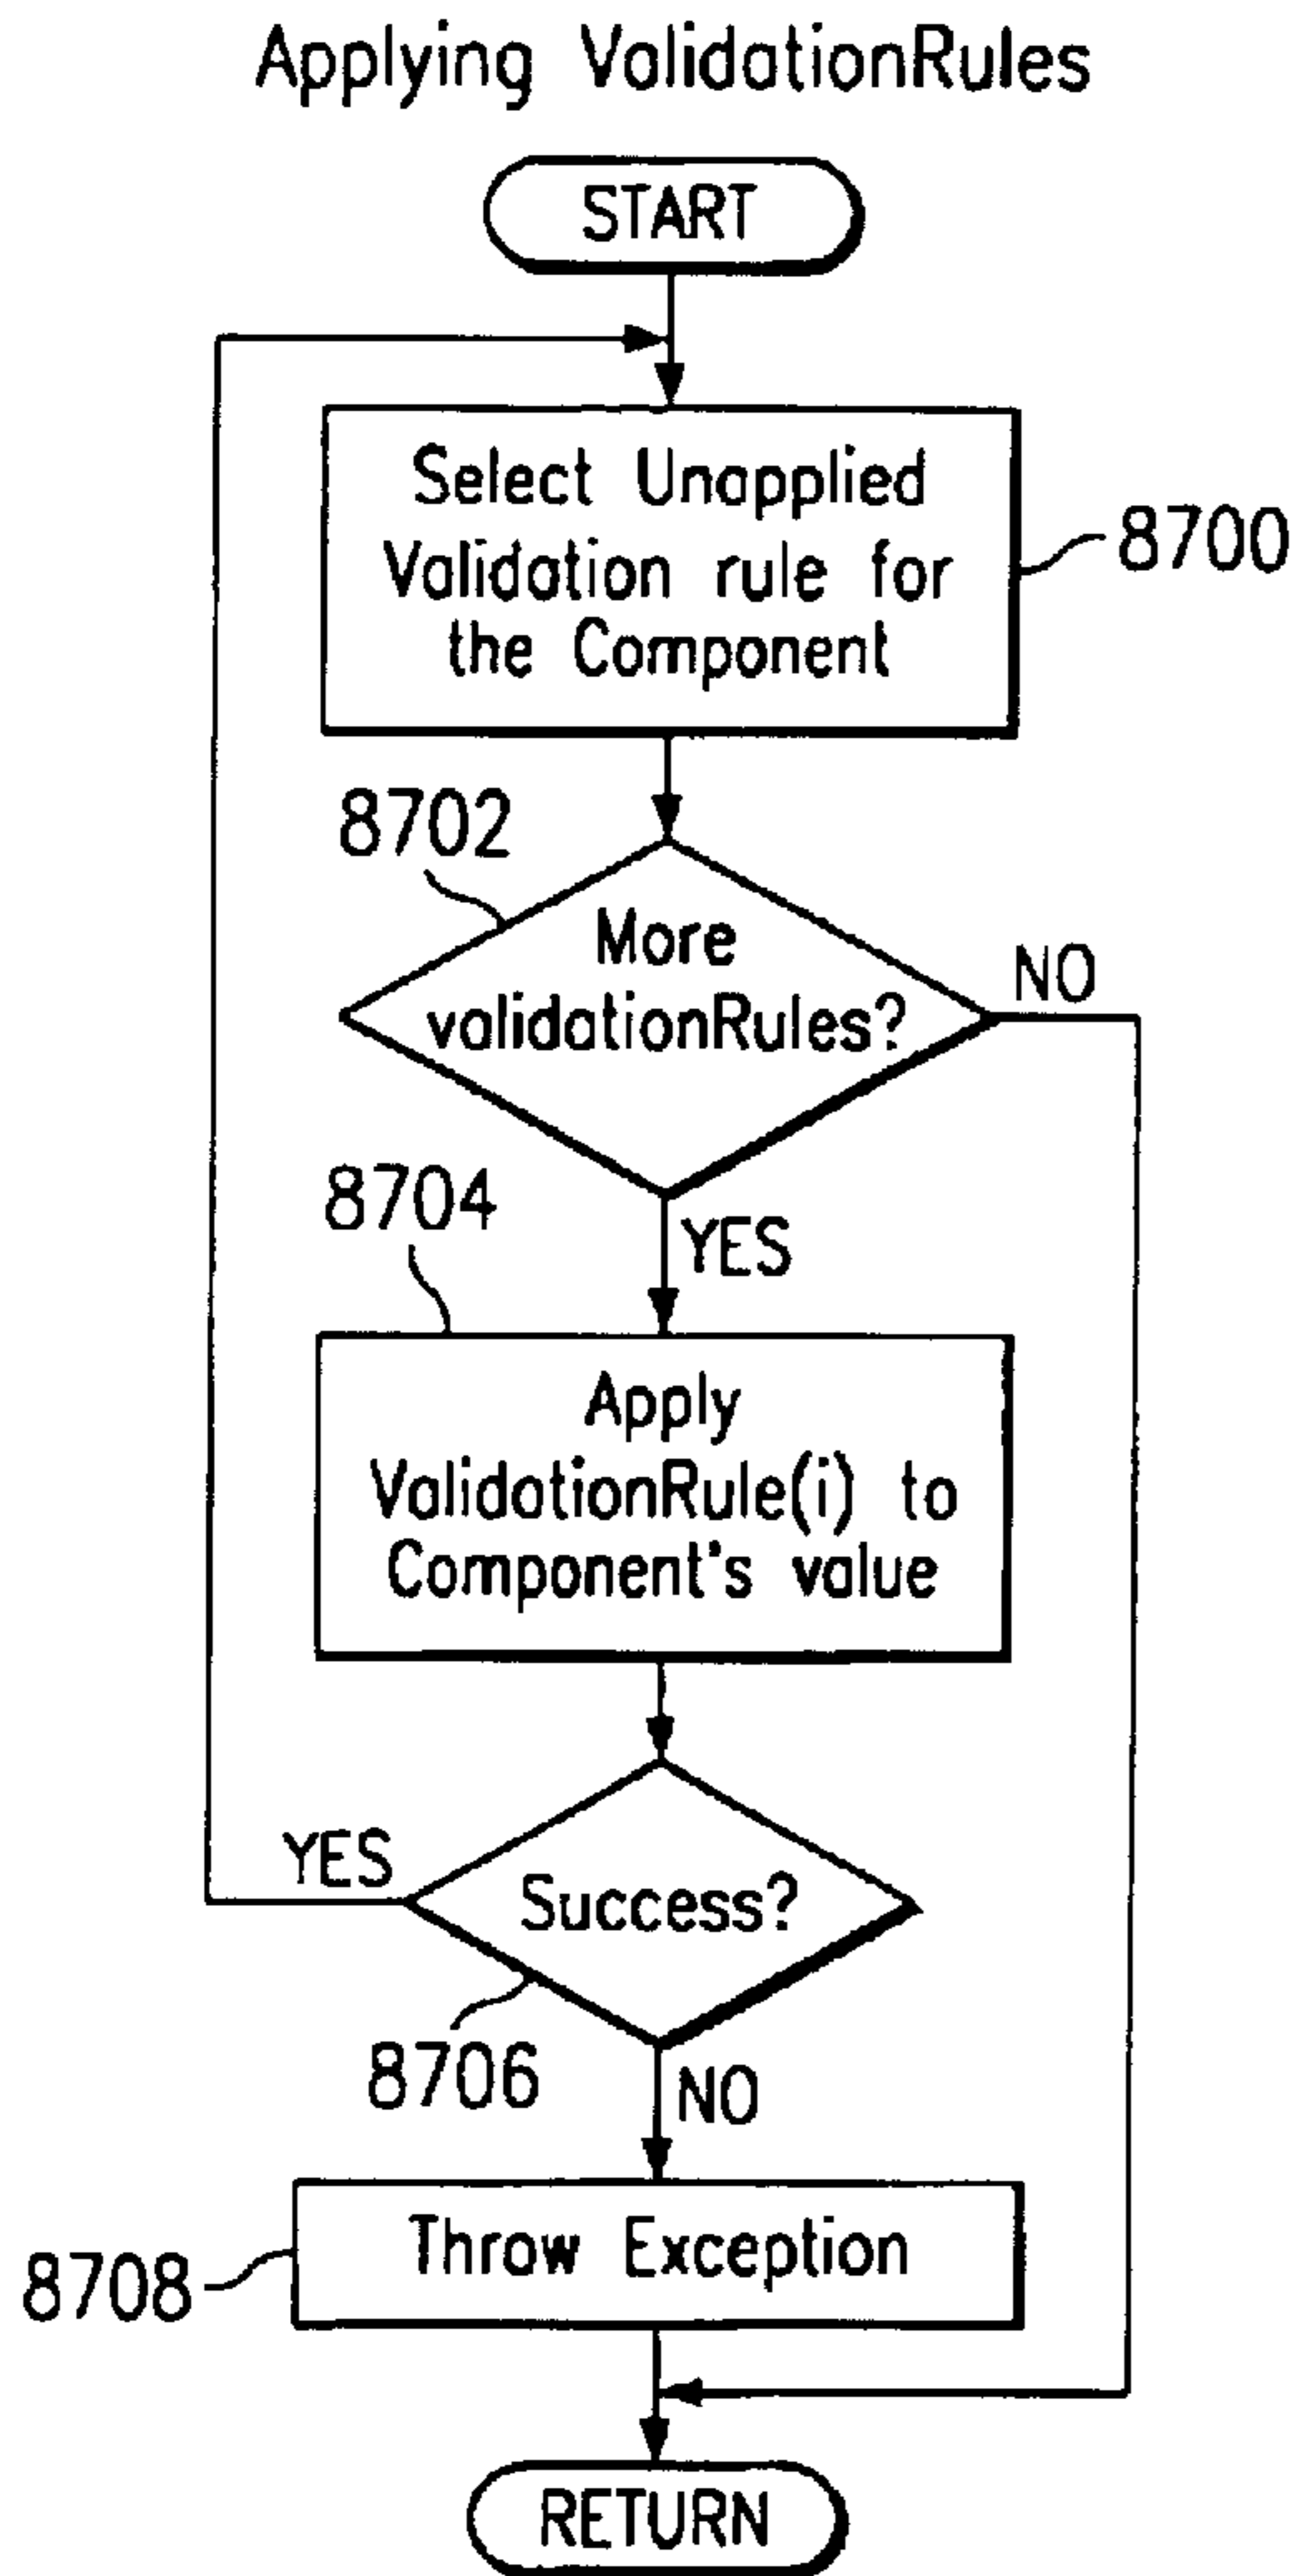 Applying ValidationRules
START
Select Unapplied
Validation rule for
the Component
8700
8702
More
validationRules?
NO
YES
8704
Apply
ValidationRule(i) to
Component's value
YES
Success?
8706
NO
Throw Exception
8708
RETURN